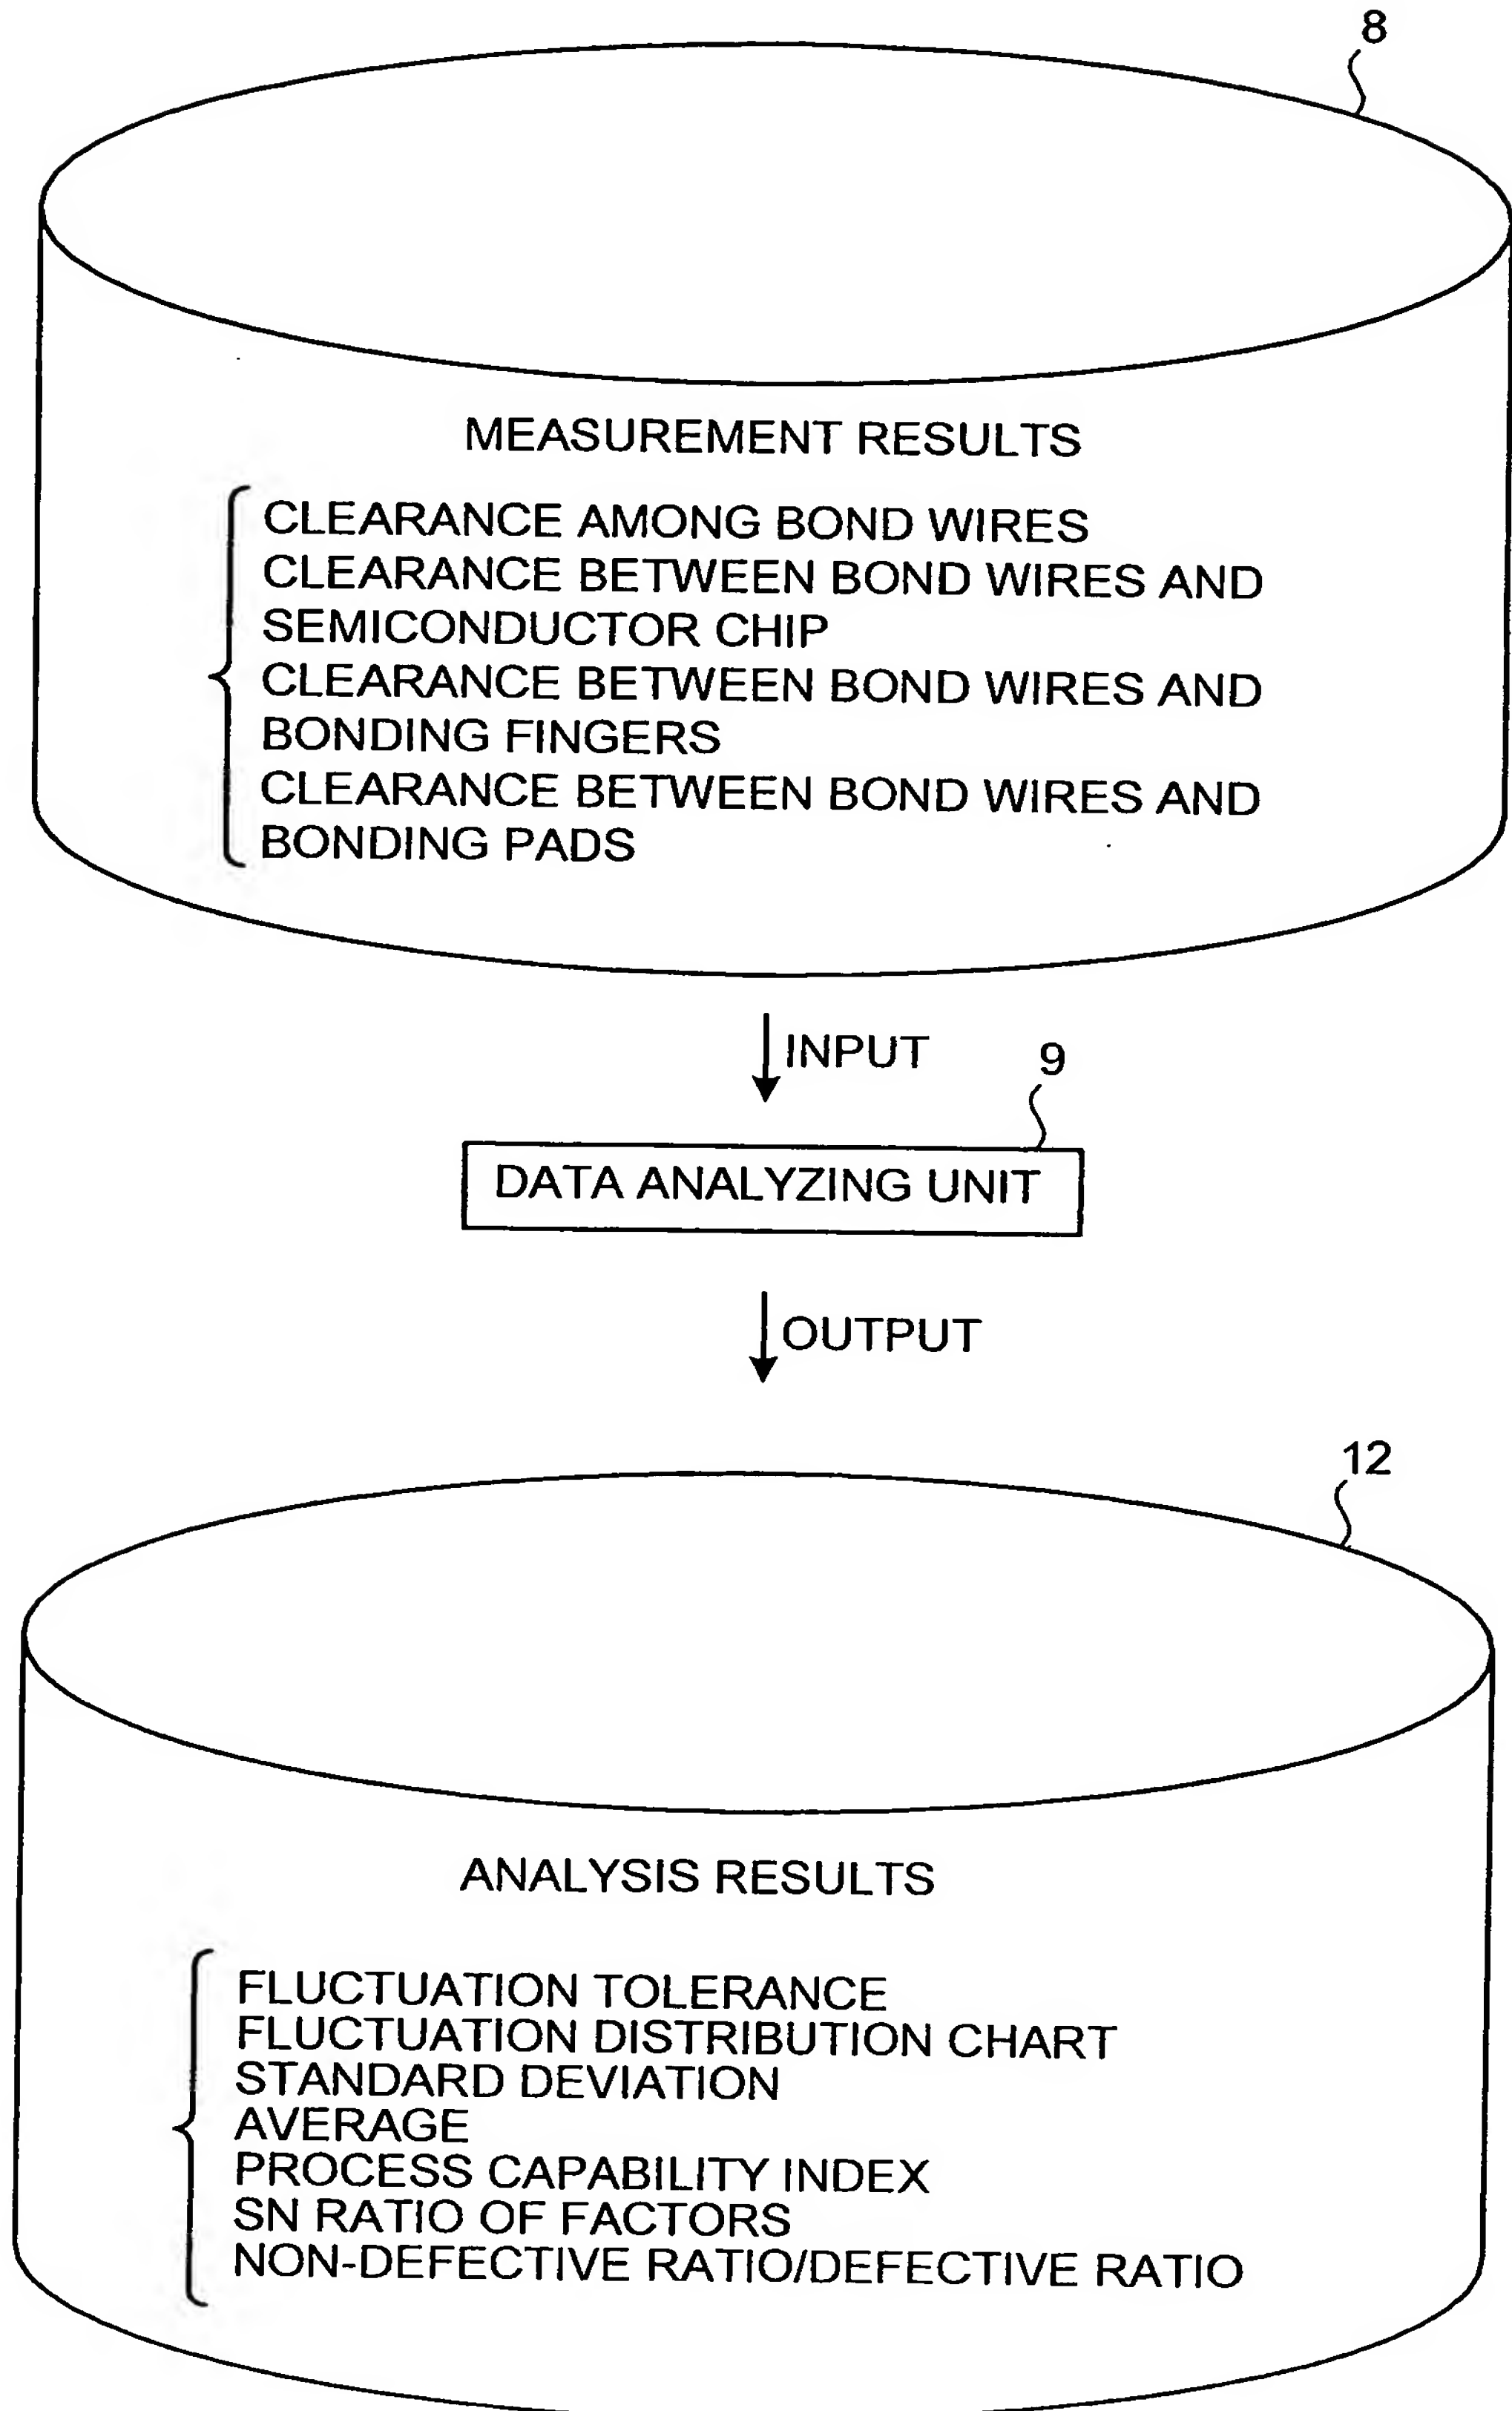 8
MEASUREMENT RESULTS
CLEARANCE AMONG BOND WIRES
CLEARANCE BETWEEN BOND WIRES AND
SEMICONDUCTOR CHIP
CLEARANCE BETWEEN BOND WIRES AND
BONDING FINGERS
CLEARANCE BETWEEN BOND WIRES AND
BONDING PADS
INPUT
9
DATA ANALYZING UNIT
OUTPUT
12
ANALYSIS RESULTS
FLUCTUATION TOLERANCE
FLUCTUATION DISTRIBUTION CHART
STANDARD DEVIATION
AVERAGE
PROCESS CAPABILITY INDEX
SN RATIO OF FACTORS
NON-DEFECTIVE RATIO/DEFECTIVE RATIO